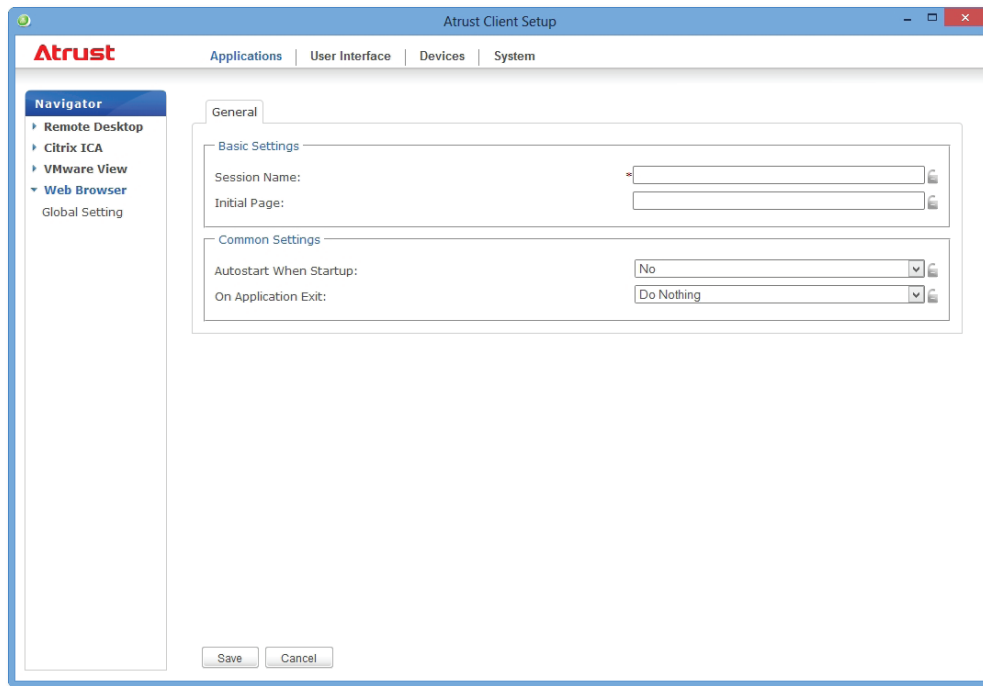 Atrust Client Setup
Atrust
Applications
User Interface
Devices
System
Navigator
Remote Desktop
Citrix ICA
VMware View
Web Browser
Global Setting
General
Basic Settings
Session Name: *
Initial Page:
Common Settings
Autostart When Startup: No
On Application Exit: Do Nothing
Save
Cancel